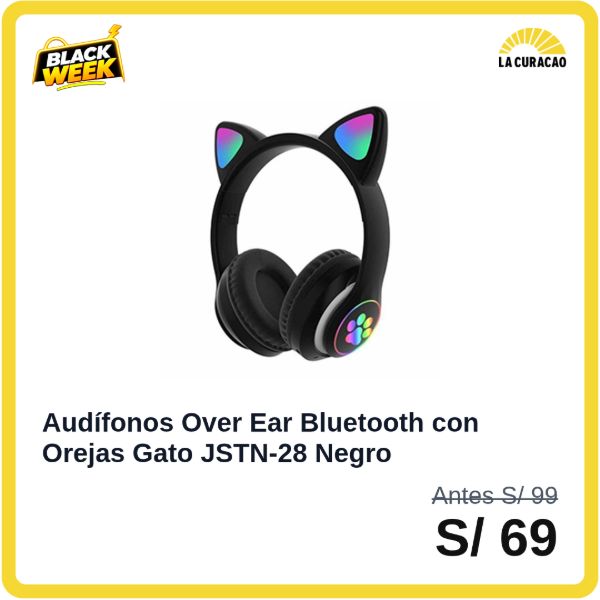 BLACK
WEEK
LA CURACAO
Audífonos Over Ear Bluetooth con
Orejas Gato JSTN-28 Negro
Antes S/ 99
S/ 69